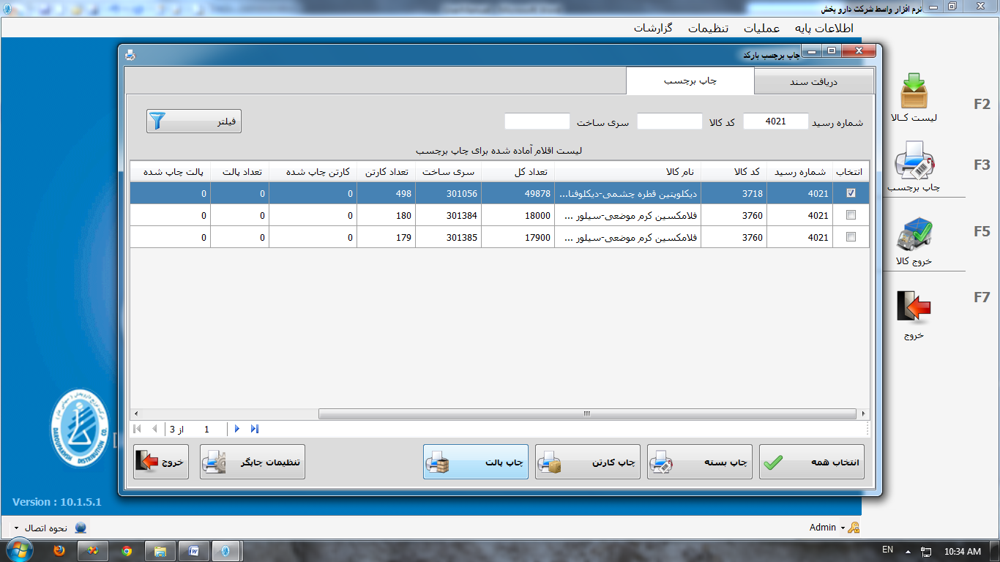 نرم افزار واسط شرکت دارو پخش
اطلاعات پایه عملیات تنظیمات گزارشات
چاپ برچسب بارکد
دریافت سند چاپ برچسب
شماره رسید 4021 کد کالا سری ساخت فیلتر
لیست اقلام آماده شده برای چاپ برچسب
انتخاب شماره رسید کد کالا نام کالا تعداد کل سری ساخت تعداد کارتن کارتن چاپ شده تعداد پالت پالت چاپ شده
4021 3718 دیکلوپتین قطره چشمی-دیکلوفنا... 49878 301056 498 0 0 0
4021 3760 فلامکسین کرم موضعی-سیلور ... 18000 301384 180 0 0 0
4021 3760 فلامکسین کرم موضعی-سیلور ... 17900 301385 179 0 0 0
1 از 3
انتخاب همه چاپ بسته چاپ کارتن چاپ پالت تنظیمات چاپگر خروج
F2
لیست کـالا
F3
چاپ برچسب
F5
خروج کالا
F7
خروج
DAROUPAKHSH DISTRIBUTION CO.
Version : 10.1.5.1
Admin
نحوه اتصال
EN
10:34 AM